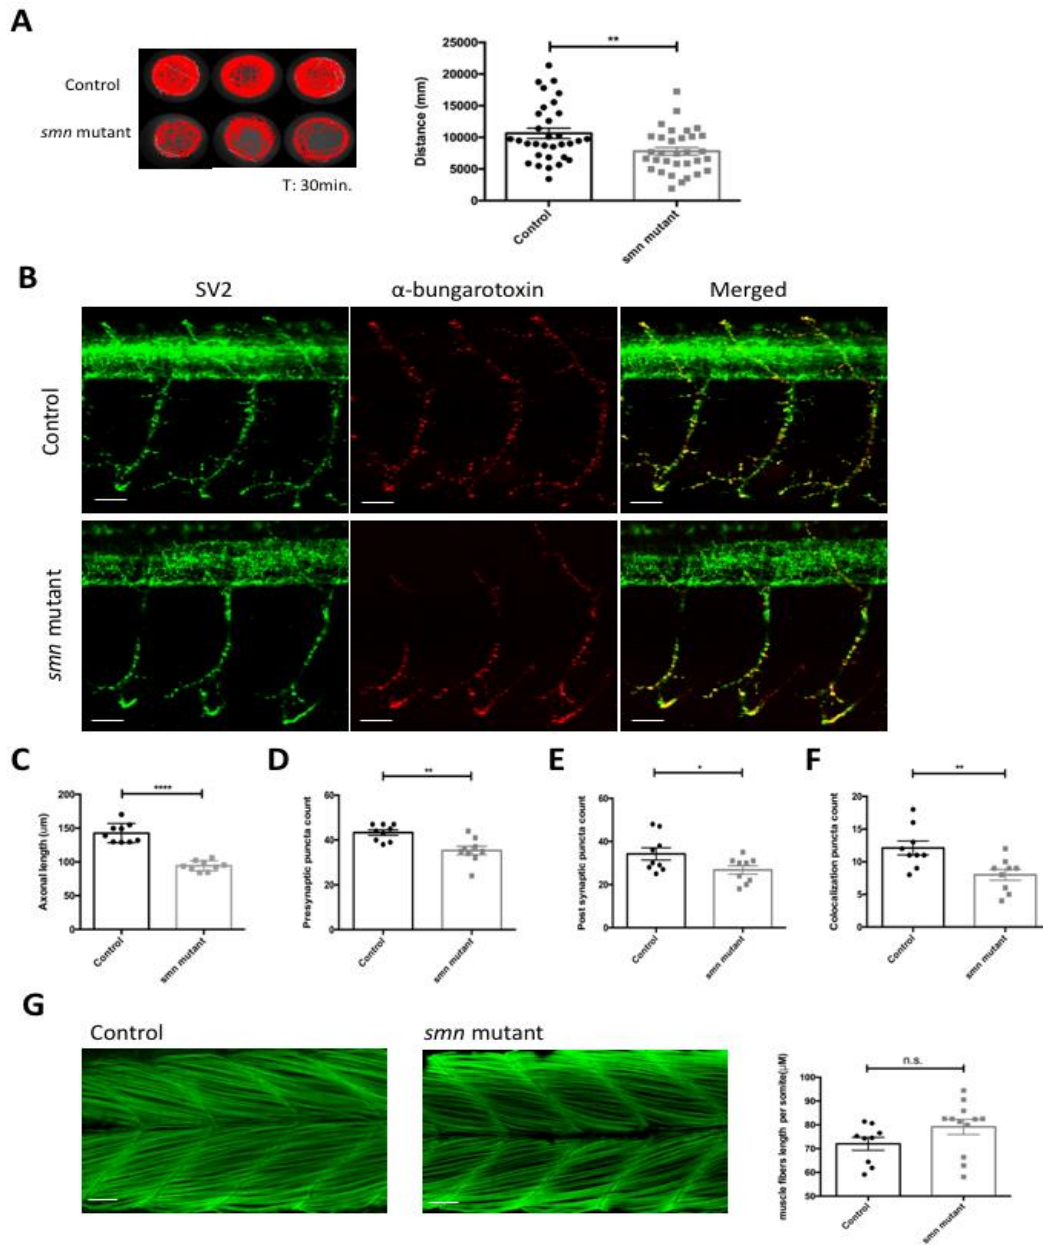 A
Control
smn mutant
T: 30min.
Distance (mm)
25000
20000
15000
10000
5000
0
**
Control
smn mutant
B
SV2
α-bungarotoxin
Merged
Control
smn mutant
C
Axonal length (um)
200
150
100
50
0
****
Control
smn mutant
D
Presynaptic puncta count
60
40
20
0
**
Control
smn mutant
E
Post synaptic puncta count
60
40
20
0
*
Control
smn mutant
F
Colocalization puncta count
20
15
10
5
0
**
Control
smn mutant
G
Control
smn mutant
muscle fibers length per somite(µM)
100
90
80
70
60
50
n.s.
Control
smn mutant